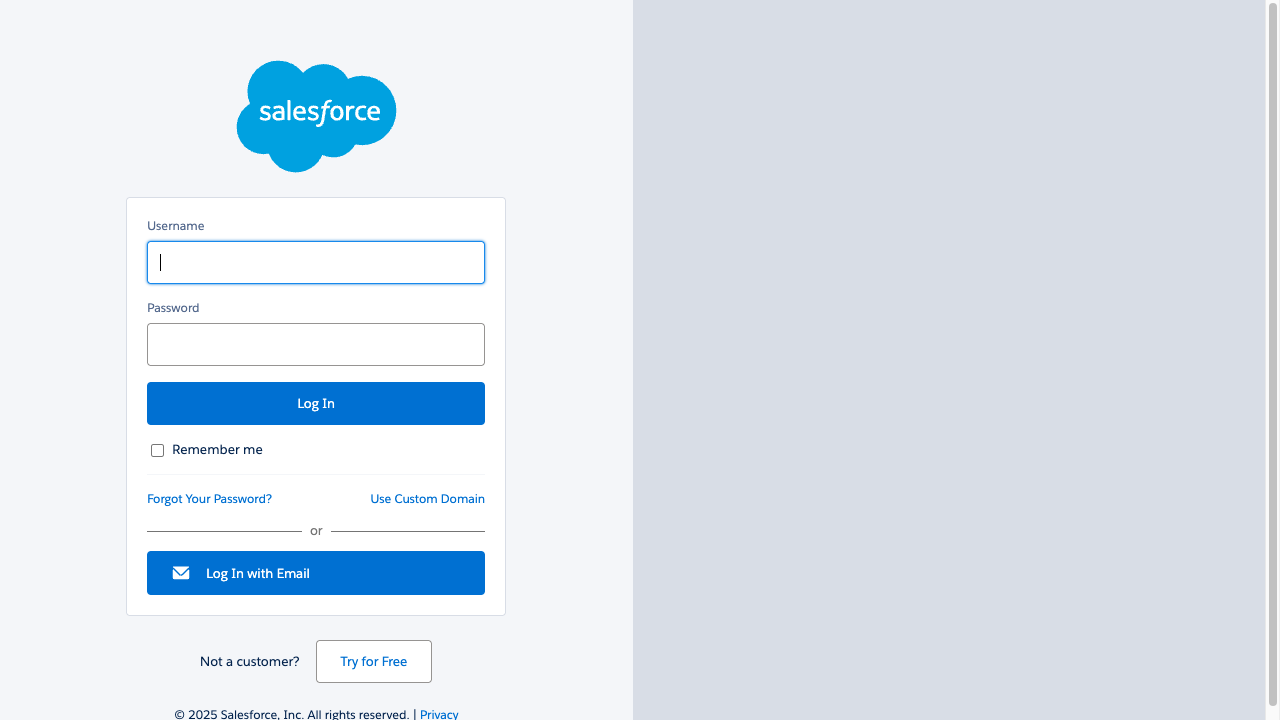 salesforce
Username
Password
Log In
Remember me
Forgot Your Password? Use Custom Domain
or
Log In with Email
Not a customer? Try for Free
© 2025 Salesforce, Inc. All rights reserved. | Privacy